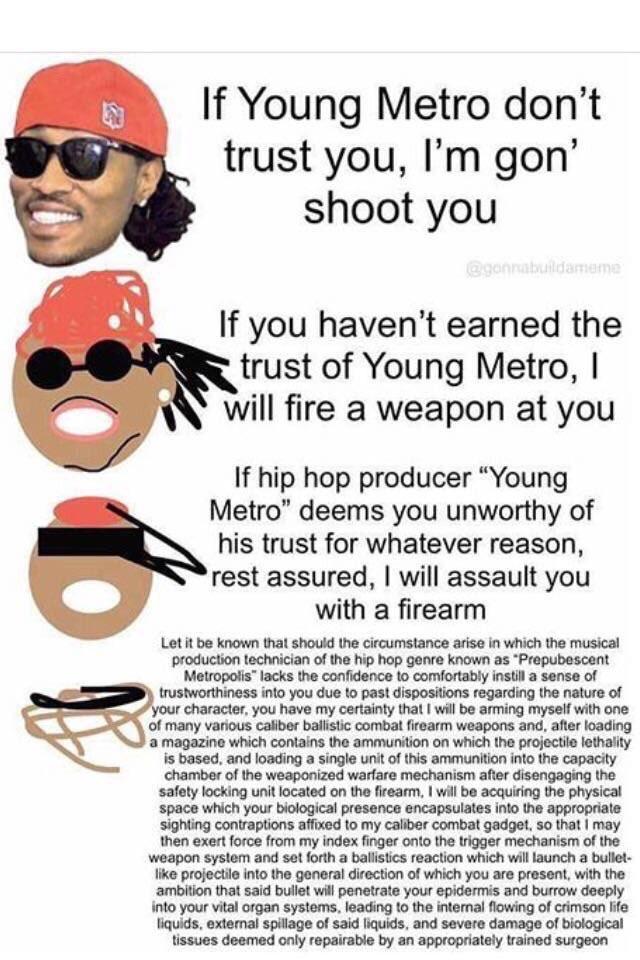 If Young Metro don't
trust you, I'm gon'
shoot you
@gonnabuildameme
If you haven't earned the
trust of Young Metro, I
will fire a weapon at you
If hip hop producer “Young
Metro” deems you unworthy of
his trust for whatever reason,
rest assured, I will assault you
with a firearm
Let it be known that should the circumstance arise in which the musical
production technician of the hip hop genre known as "Prepubescent
Metropolis" lacks the confidence to comfortably instill a sense of
trustworthiness into you due to past dispositions regarding the nature of
your character, you have my certainty that I will be arming myself with one
of many various caliber ballistic combat firearm weapons and, after loading
a magazine which contains the ammunition on which the projectile lethality
is based, and loading a single unit of this ammunition into the capacity
chamber of the weaponized warfare mechanism after disengaging the
safety locking unit located on the firearm, I will be acquiring the physical
space which your biological presence encapsulates into the appropriate
sighting contraptions affixed to my caliber combat gadget, so that I may
then exert force from my index finger onto the trigger mechanism of the
weapon system and set forth a ballistics reaction which will launch a bullet-
like projectile into the general direction of which you are present, with the
ambition that said bullet will penetrate your epidermis and burrow deeply
into your vital organ systems, leading to the internal flowing of crimson life
liquids, external spillage of said liquids, and severe damage of biological
tissues deemed only repairable by an appropriately trained surgeon